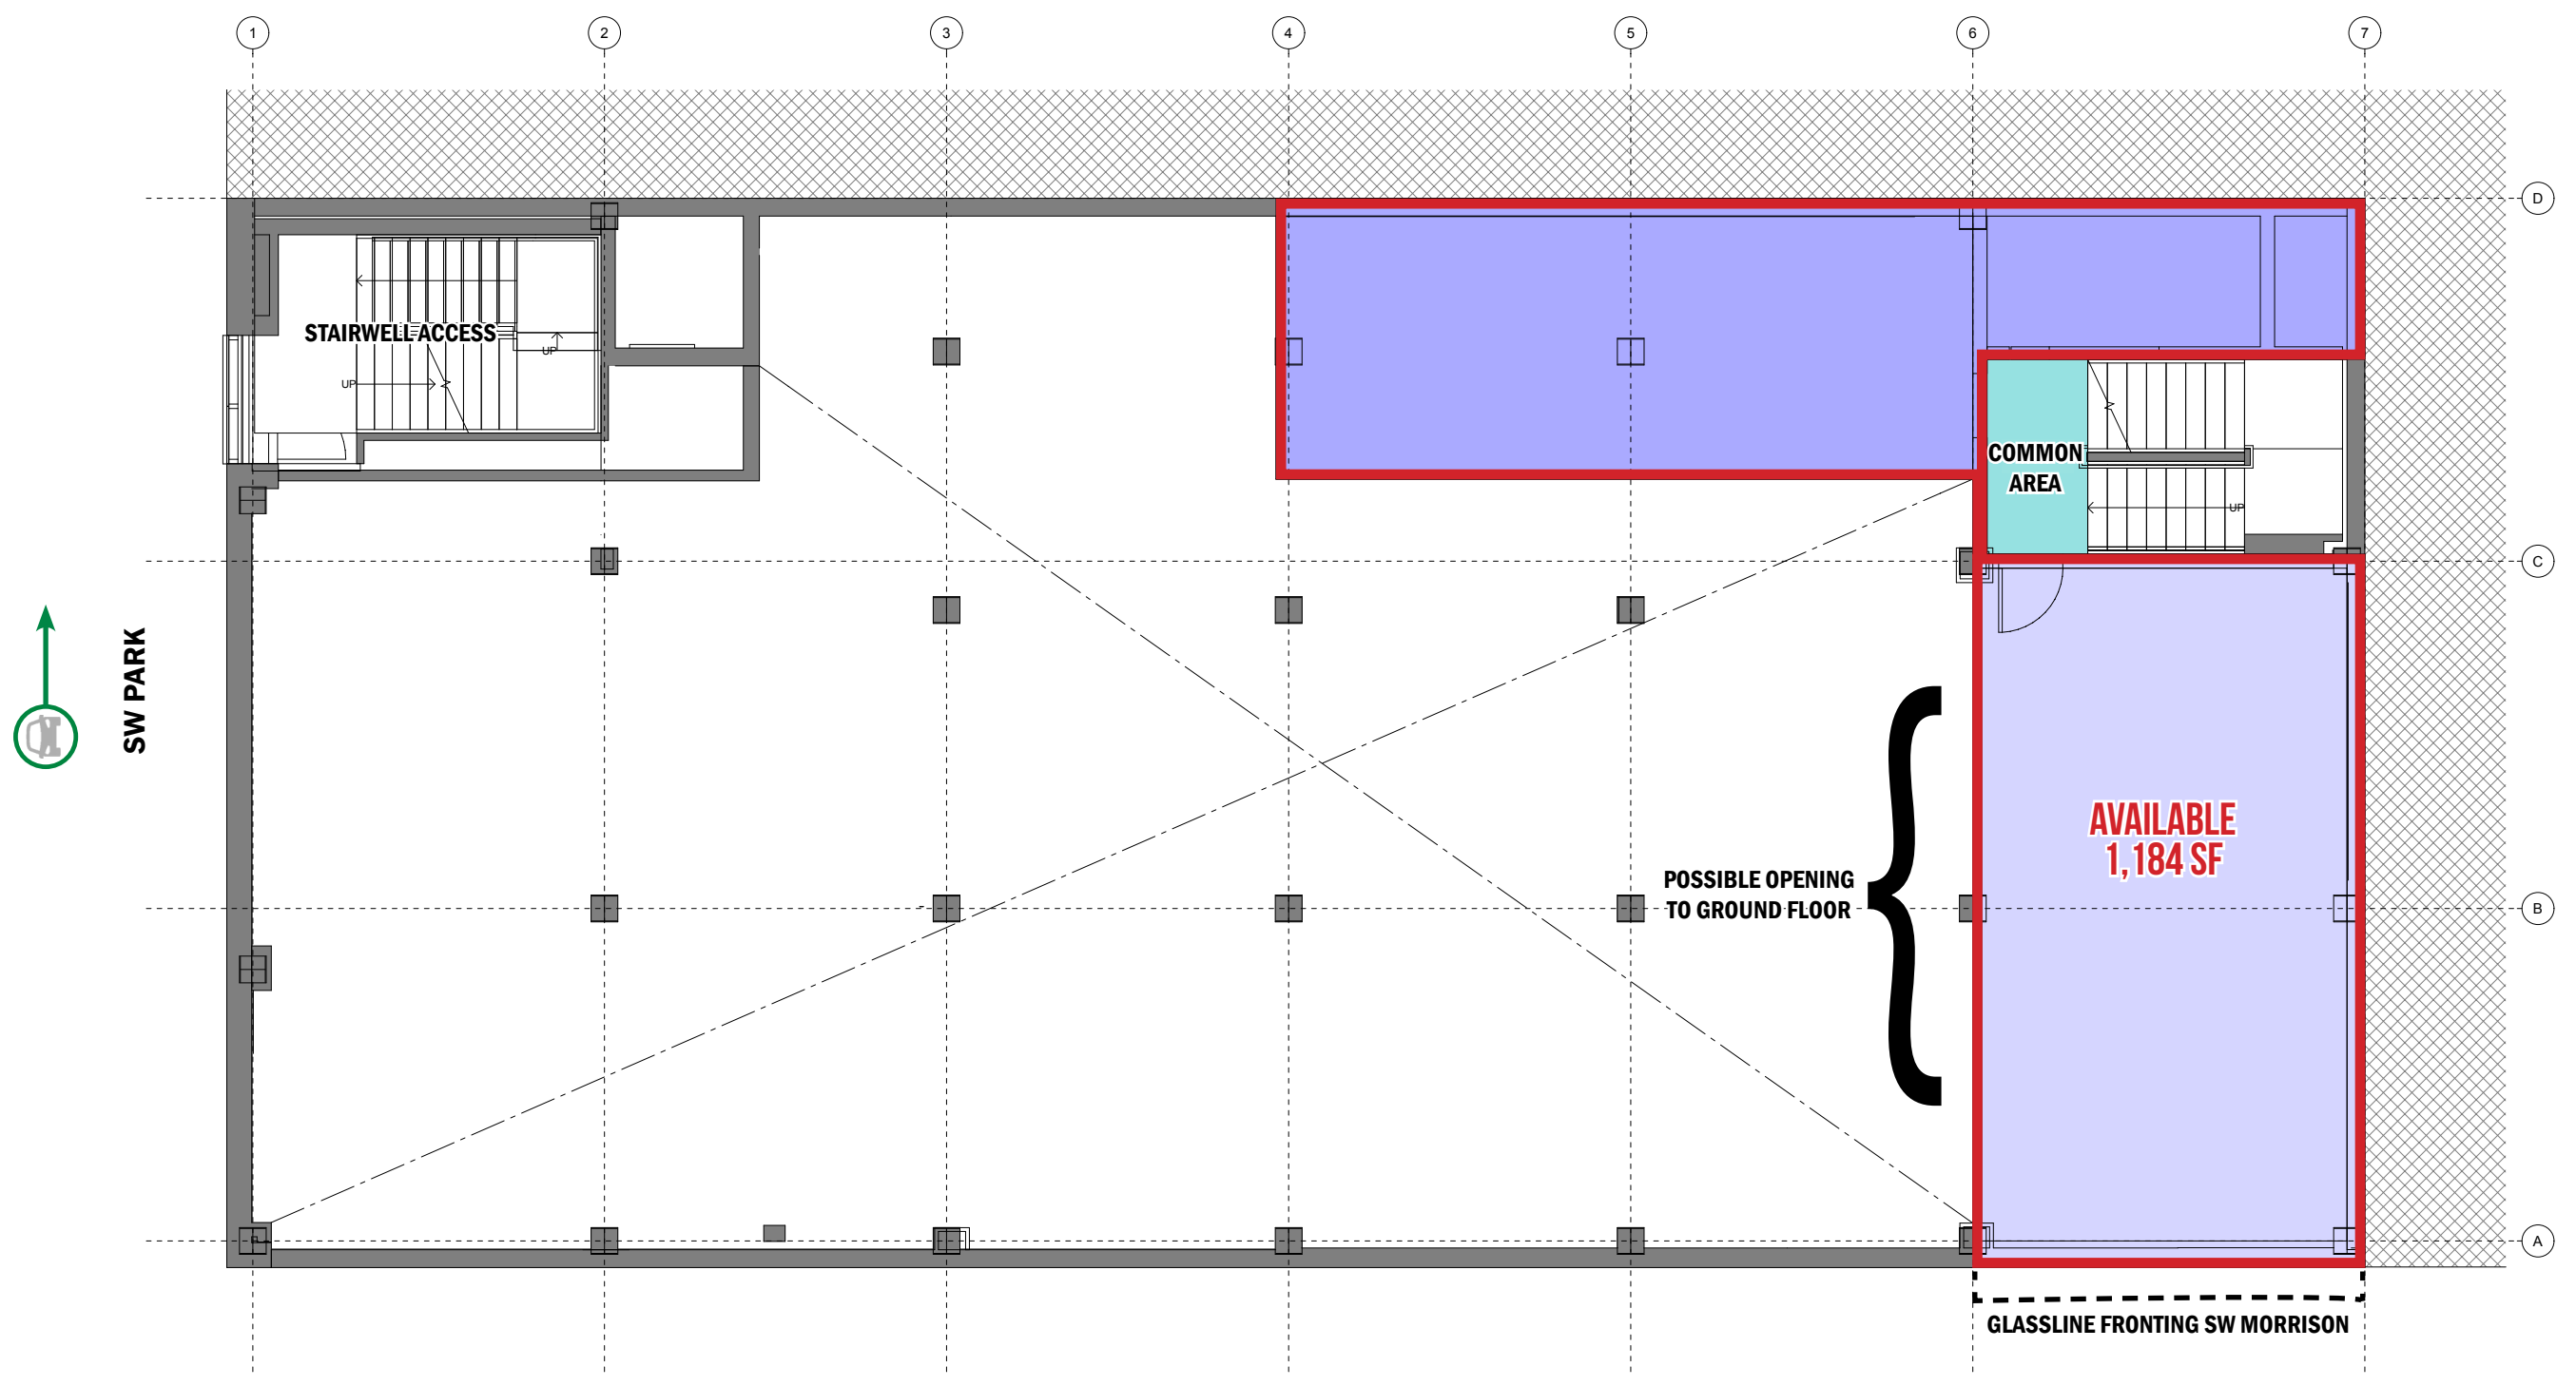 1
2
3
4
5
6
7
D
STAIRWELL ACCESS
UP
UP
COMMON
AREA
UP
C
SW PARK
AVAILABLE
1,184 SF
POSSIBLE OPENING
TO GROUND FLOOR
B
A
GLASSLINE FRONTING SW MORRISON